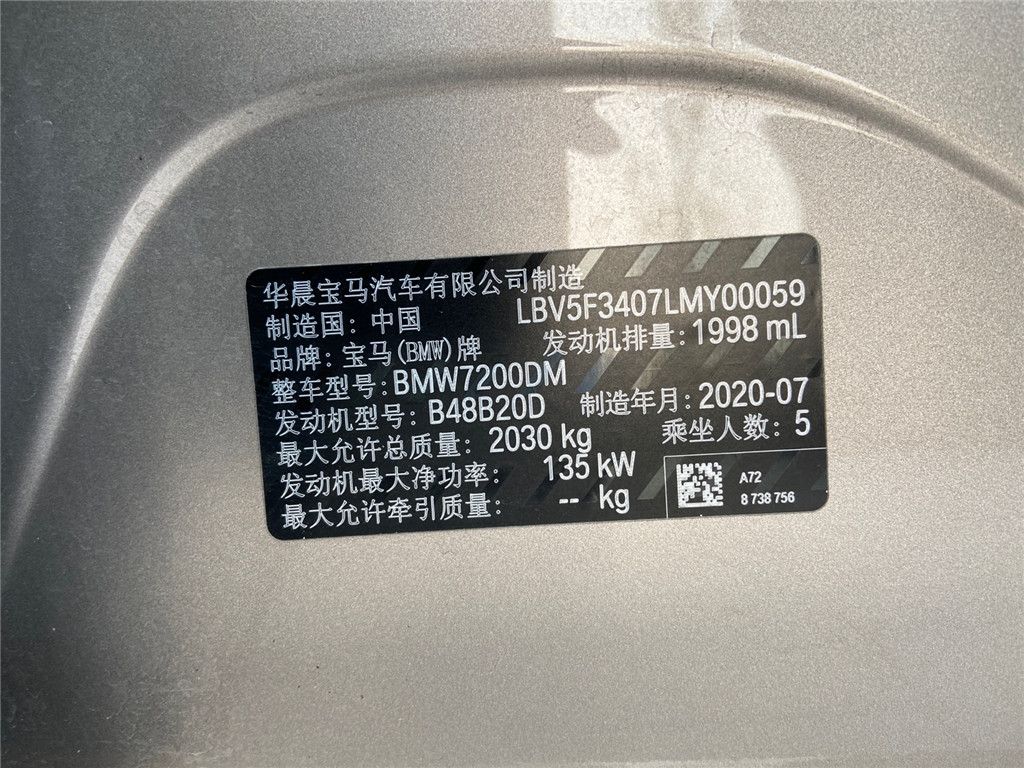 华晨宝马汽车有限公司制造
LBV5F3407LMY00059
制造国: 中国
发动机排量: 1998 mL
品牌: 宝马(BMW)牌
整车型号: BMW7200DM
制造年月: 2020-07
发动机型号: B48B20D
乘坐人数: 5
最大允许总质量: 2030 kg
发动机最大净功率: 135 kW
最大允许牵引质量: -- kg
A72
8 738 756